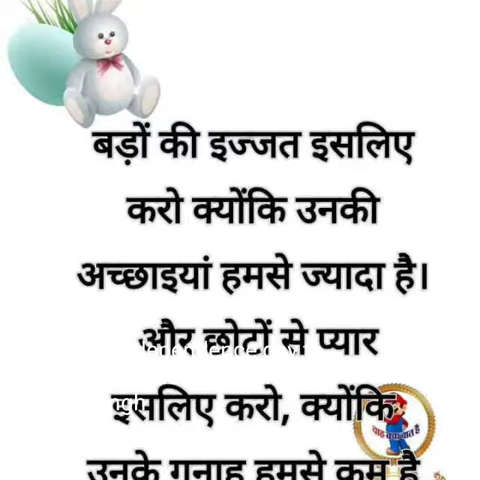 बड़ों की इज्जत इसलिए
करो क्योंकि उनकी
अच्छाइयां हमसे ज्यादा है।
और छोटों से प्यार
इसलिए करो, क्योंकि
उनके गुनाह हमसे कम है
वाह क्या बात है